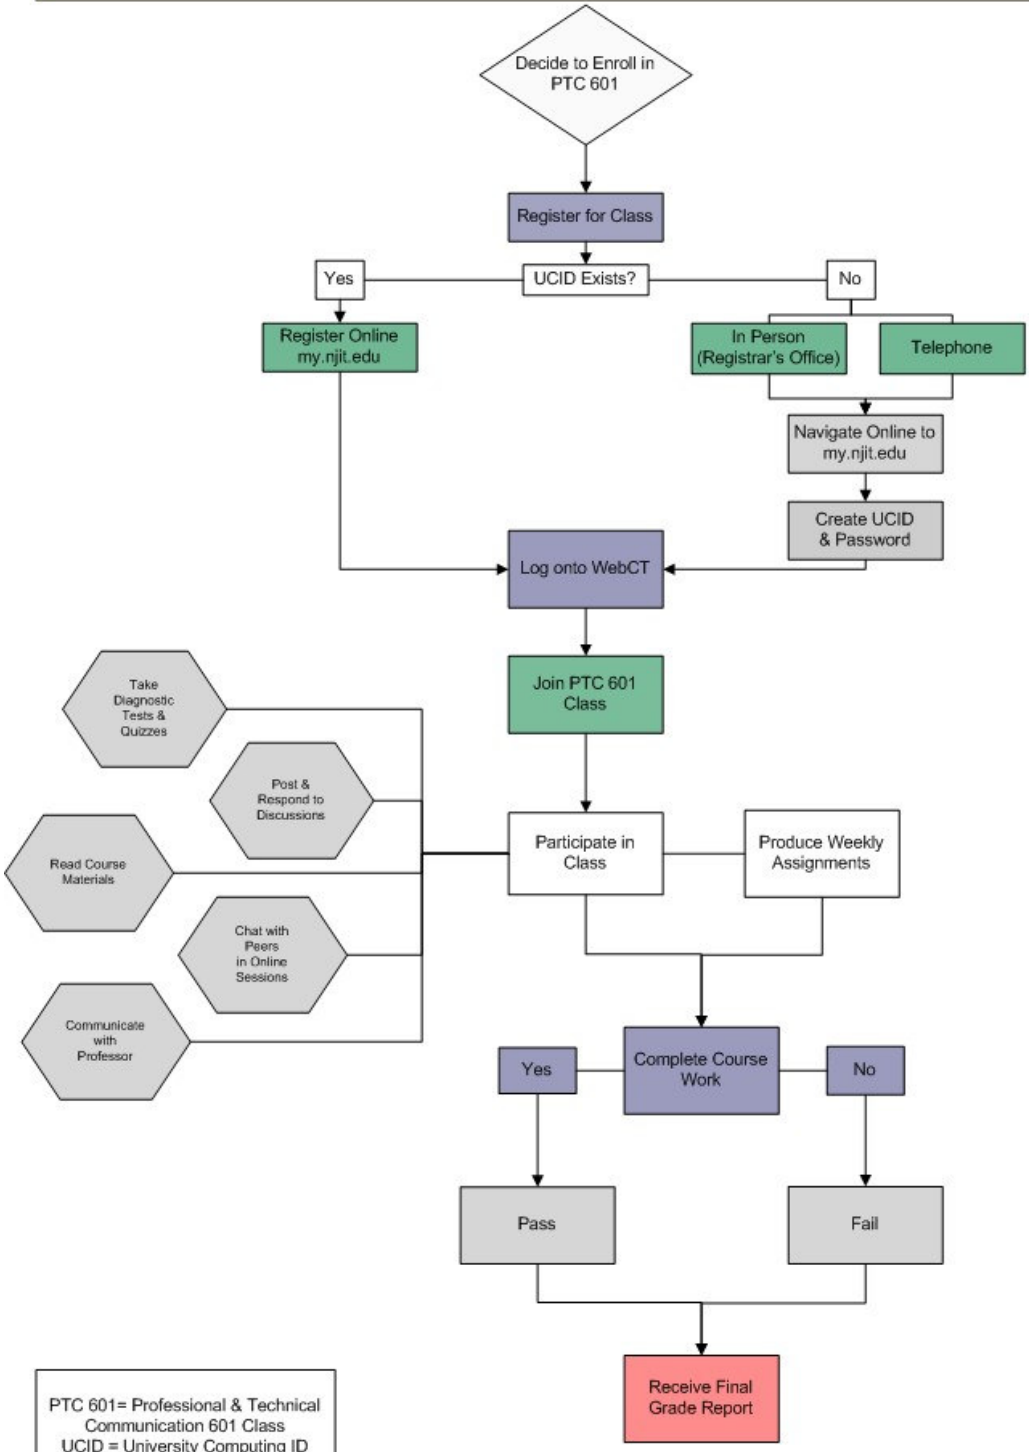 Decide to Enroll in
PTC 601
Register for Class
UCID Exists?
Yes
No
Register Online
my.njit.edu
In Person
(Registrar's Office)
Telephone
Navigate Online to
my.njit.edu
Create UCID
& Password
Log onto WebCT
Join PTC 601
Class
Take
Diagnostic
Tests &
Quizzes
Post &
Respond to
Discussions
Read Course
Materials
Chat with
Peers
in Online
Sessions
Communicate
with
Professor
Participate in
Class
Produce Weekly
Assignments
Complete Course
Work
Yes
No
Pass
Fail
Receive Final
Grade Report
PTC 601= Professional & Technical
Communication 601 Class
UCID = University Computing ID